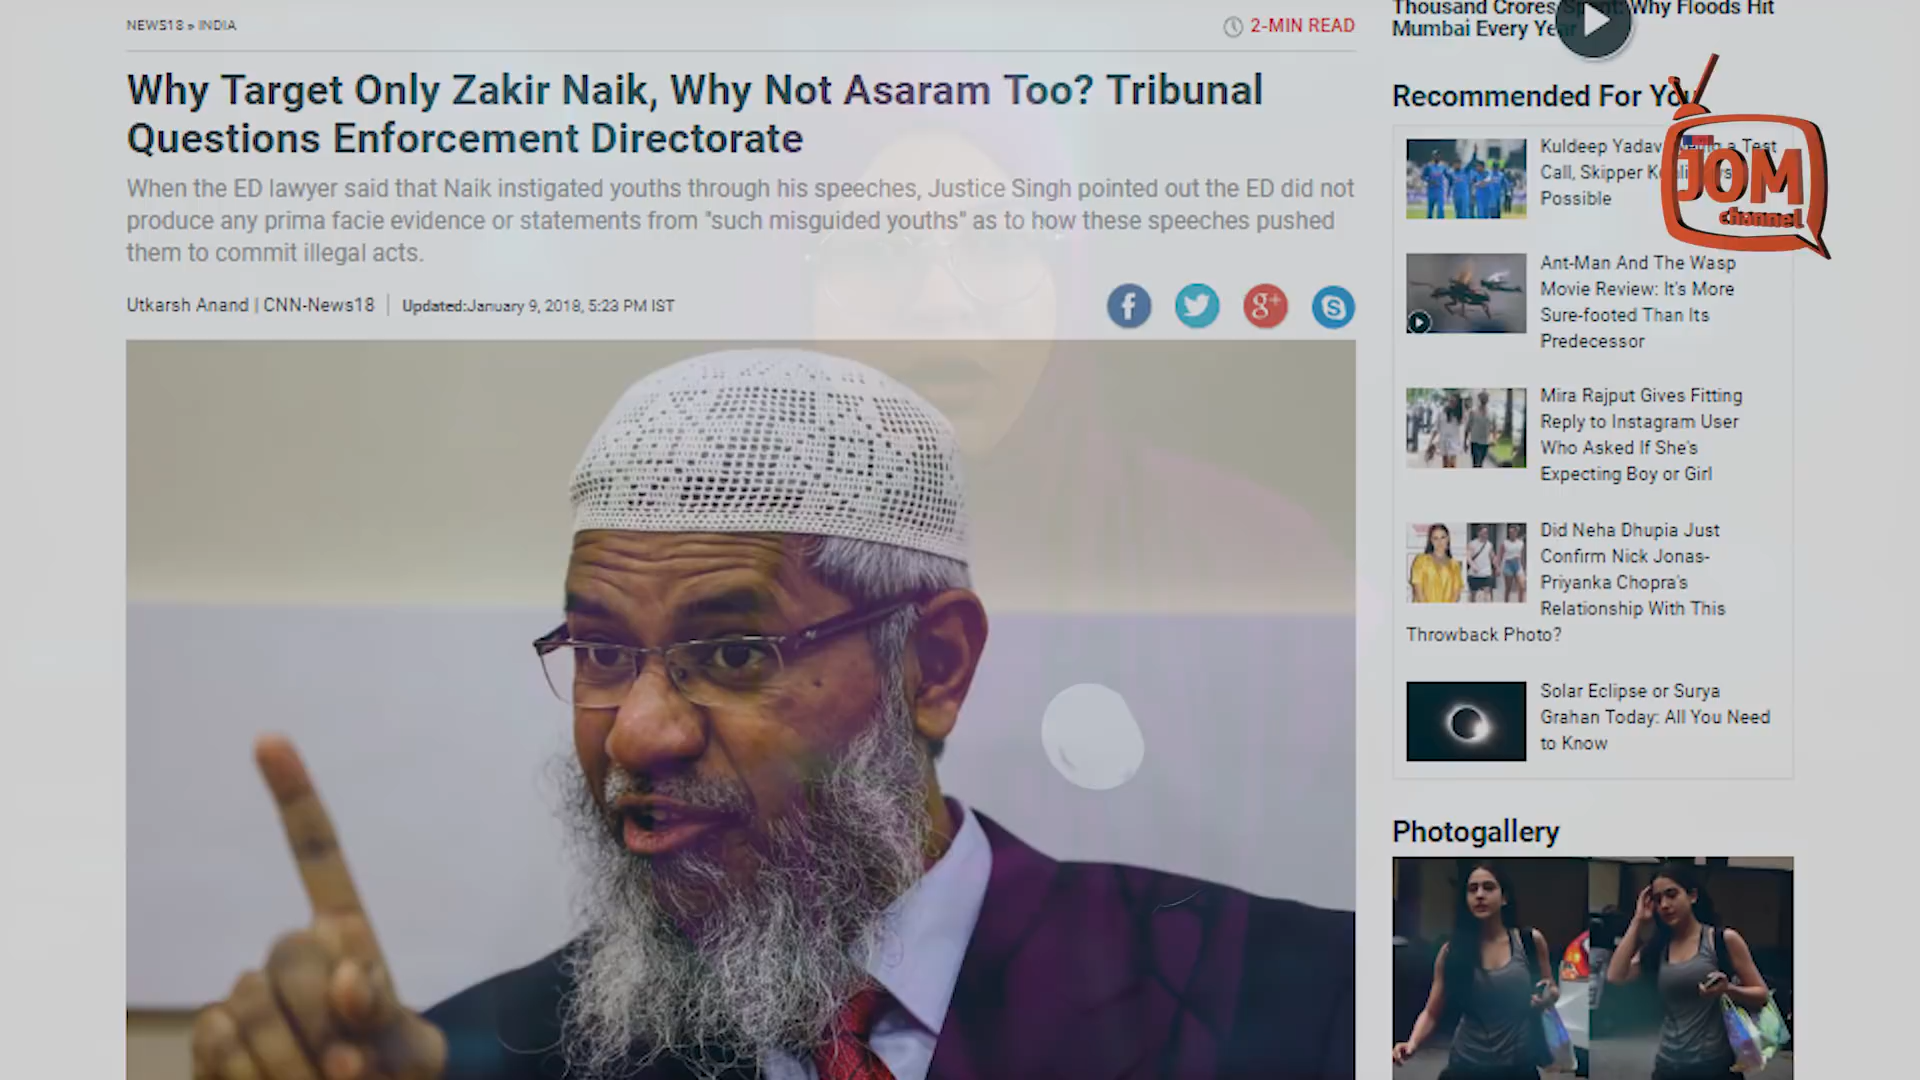 NEWS18 » INDIA
2-MIN READ
Why Target Only Zakir Naik, Why Not Asaram Too? Tribunal
Questions Enforcement Directorate
When the ED lawyer said that Naik instigated youths through his speeches, Justice Singh pointed out the ED did not
produce any prima facie evidence or statements from "such misguided youths" as to how these speeches pushed
them to commit illegal acts.
Utkarsh Anand | CNN-News18
Updated:January 9, 2018, 5:23 PM IST
Thousand Crores Why Floods Hit
Mumbai Every
Recommended For
Kuldeep Yadav a Test
Call, Skipper
Possible
Ant-Man And The Wasp
Movie Review: It's More
Sure-footed Than Its
Predecessor
Mira Rajput Gives Fitting
Reply to Instagram User
Who Asked If She's
Expecting Boy or Girl
Did Neha Dhupia Just
Confirm Nick Jonas-
Priyanka Chopra's
Relationship With This
Throwback Photo?
Solar Eclipse or Surya
Grahan Today: All You Need
to Know
Photogallery
JOM
channel